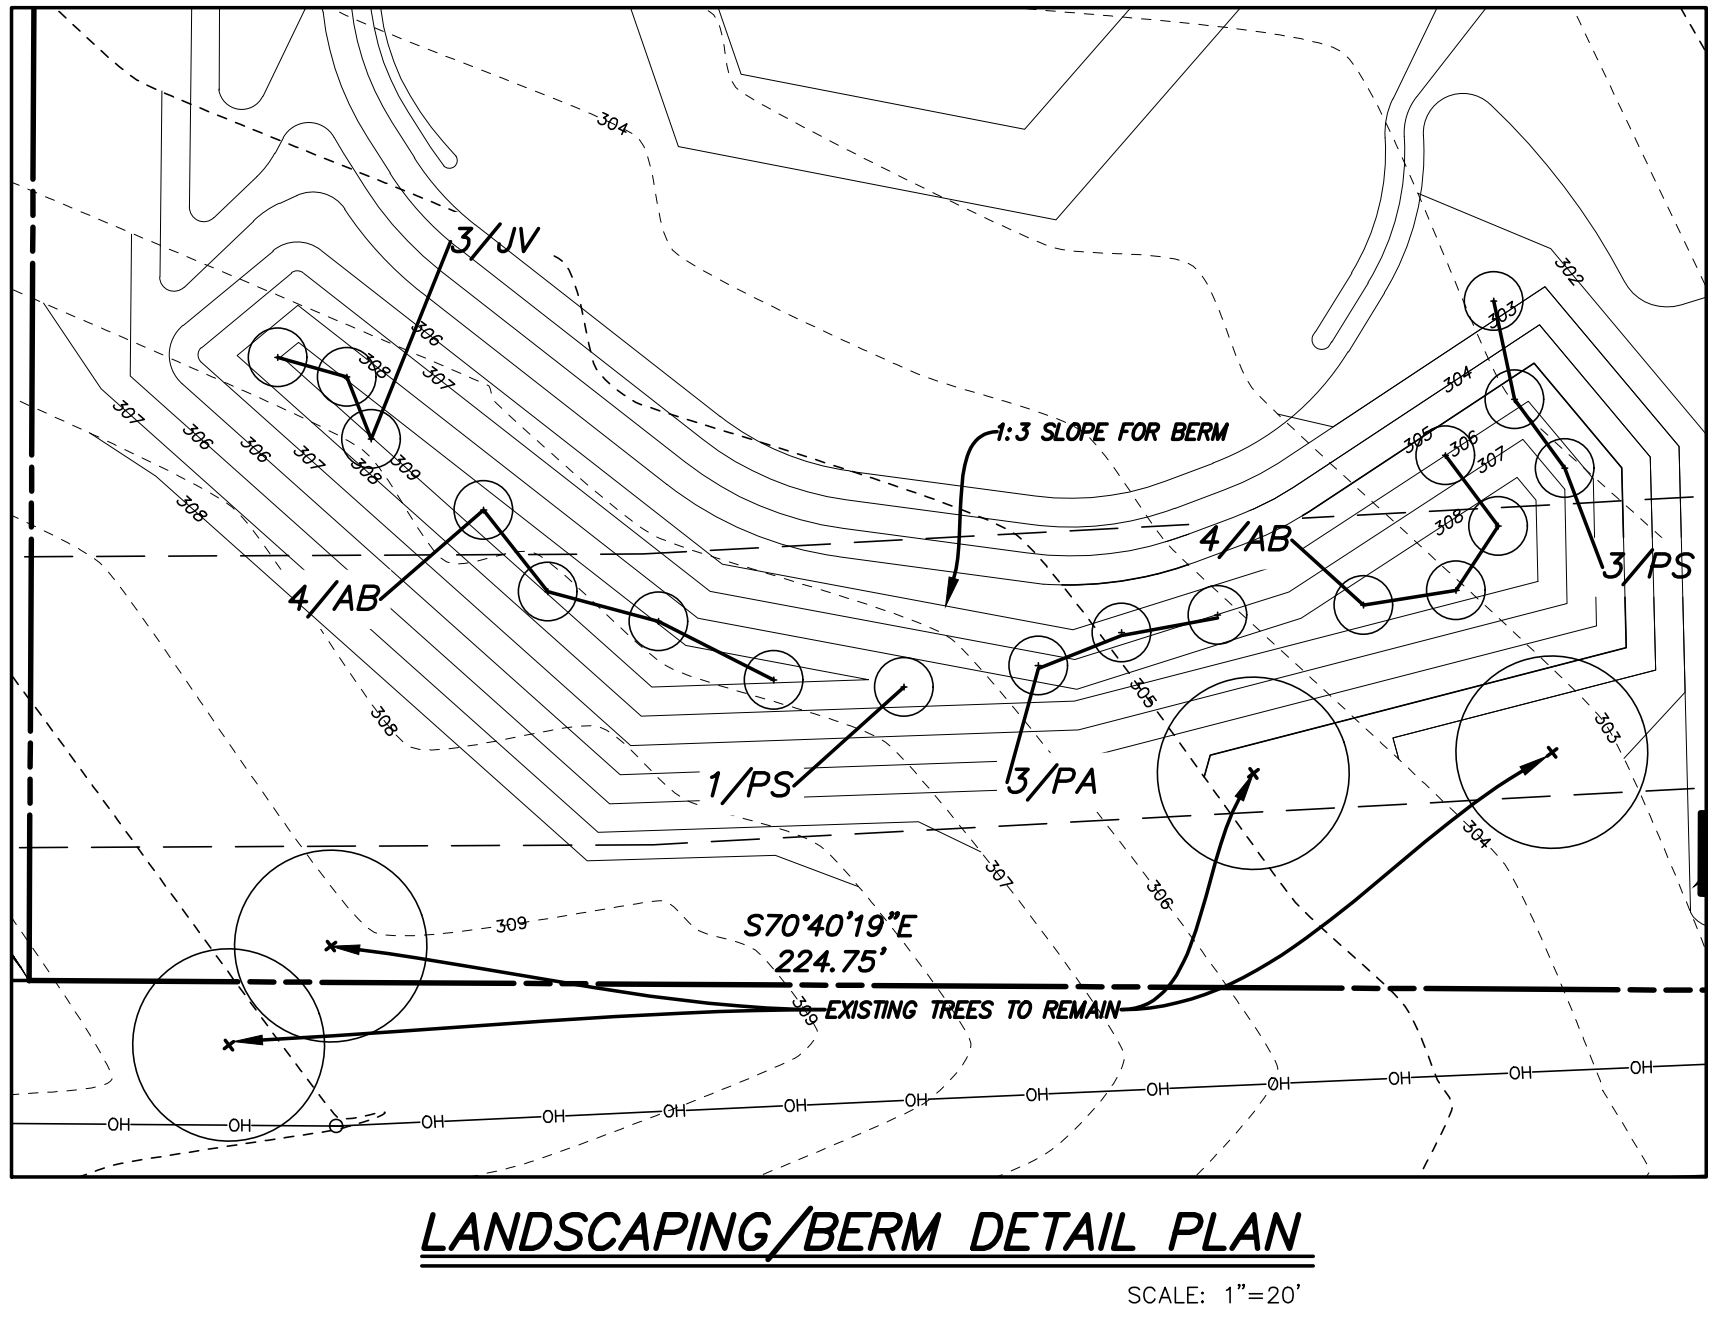 304
3/JV
302
303
306
308
307
304
307
306
306
307
308
309
1:3 SLOPE FOR BERM
305
306
307
308
308
4/AB
3/PS
4/AB
305
308
303
1/PS
3/PA
304
307
306
309
S70°40'19"E
224.75'
309
EXISTING TREES TO REMAIN
OH
OH
OH
OH
OH
OH
OH
OH
OH
OH
OH
OH
OH
LANDSCAPING/BERM DETAIL PLAN
SCALE: 1"=20'